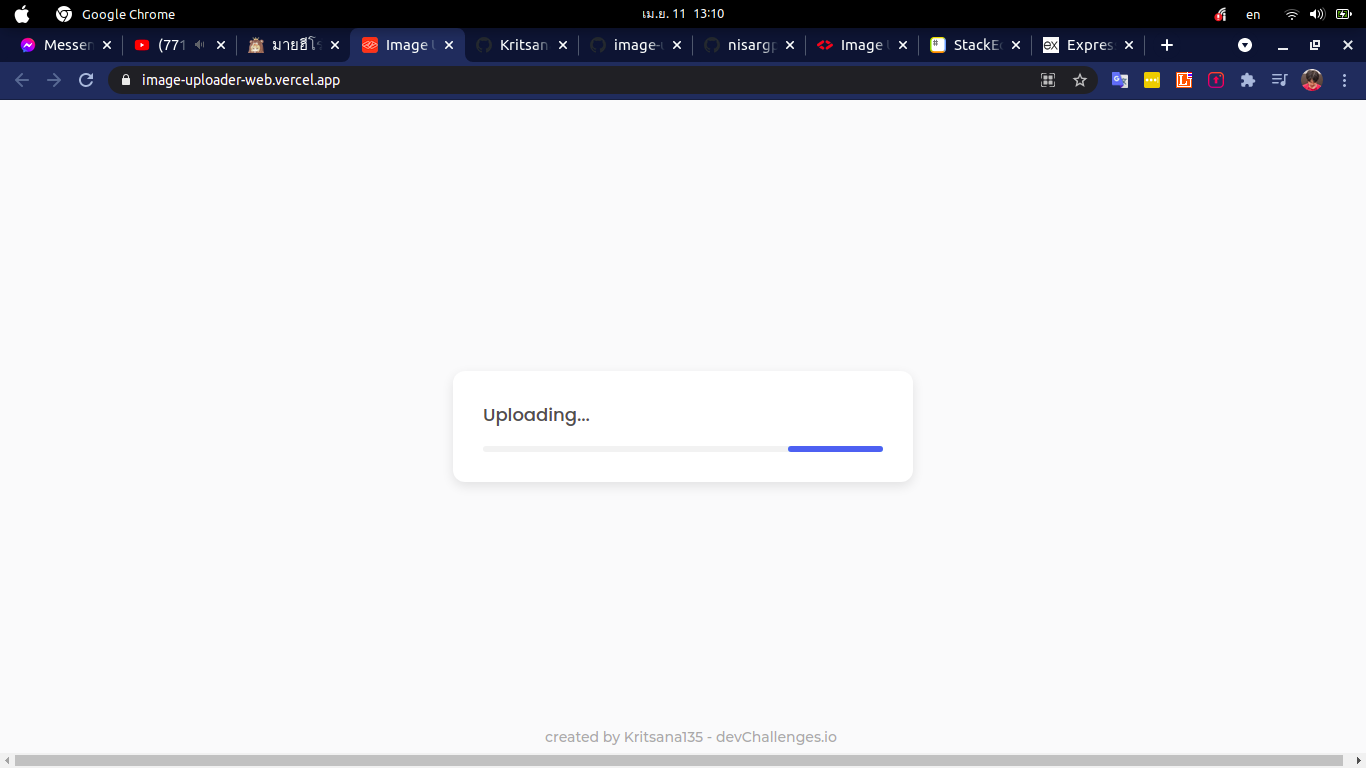 Google Chrome
เม.ย. 11 13:10
en
Messen
(771
มายฮีโร
Image U
Kritsan
image-u
nisargp
Image U
StackEd
Expres
image-uploader-web.vercel.app
Uploading...
created by Kritsana135 - devChallenges.io